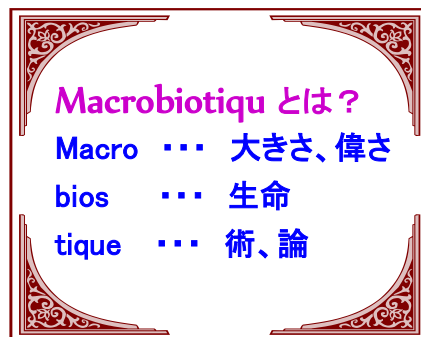 Macrobiotiqu とは？
Macro ・・・ 大きさ、偉さ
bios ・・・ 生命
tique ・・・ 術、論